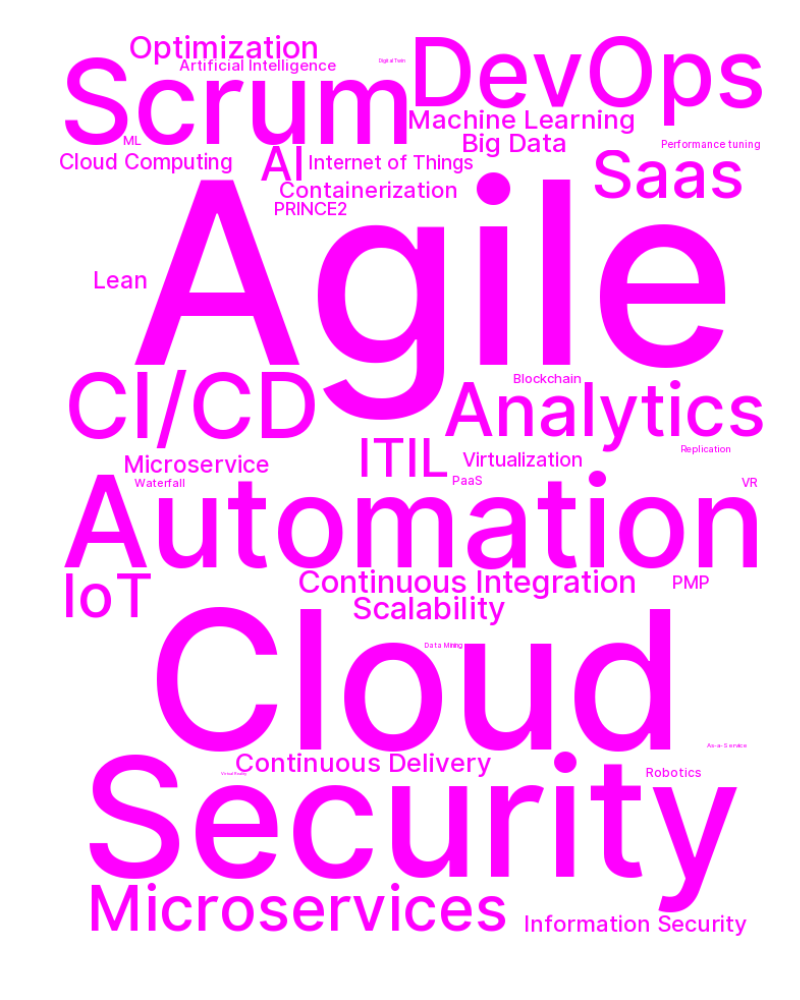 Optimization
DevOps
Artificial Intelligence
Digital Twin
Scrum
Machine Learning
ML
Big Data
Performance tuning
Cloud Computing
AI
Internet of Things
Saas
Containerization
PRINCE2
Agile
Lean
CI/CD
Blockchain
Analytics
ITIL
Replication
Microservice
Virtualization
Waterfall
PaaS
VR
Automation
IoT
Continuous Integration
PMP
Scalability
Cloud
Data Mining
As-a-Service
Continuous Delivery
Virtual Reality
Robotics
Security
Microservices
Information Security